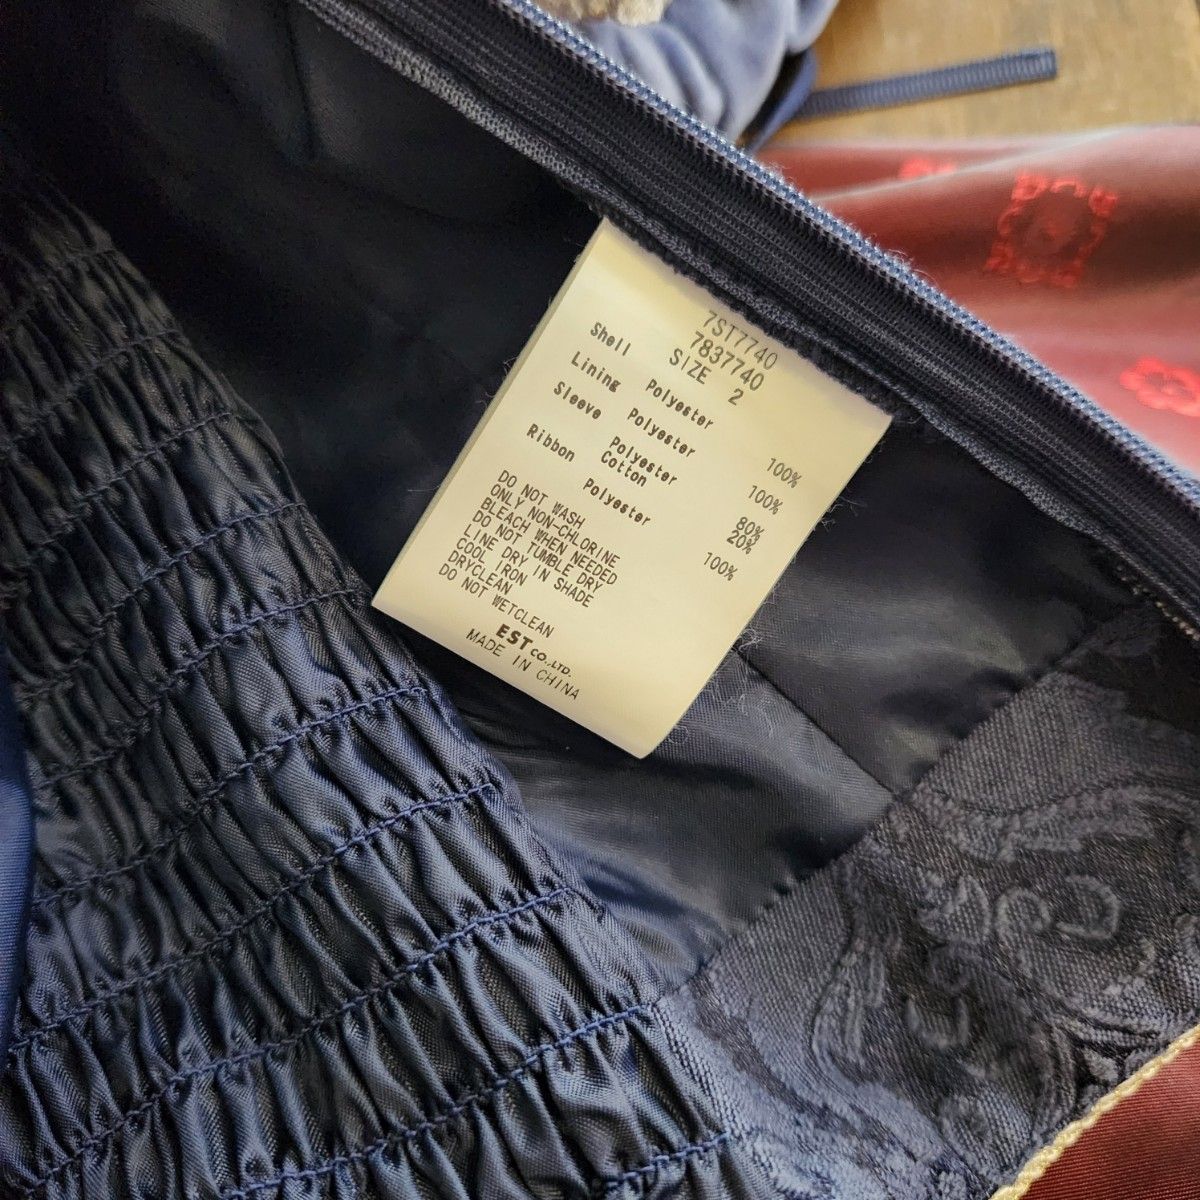 7ST7740
7837740
SIZE 2
Shell Polyester 100%
Lining Polyester 100%
Sleeve Polyester 80%
Cotton 20%
Ribbon Polyester 100%
DO NOT WASH
ONLY NON-CHLORINE
BLEACH WHEN NEEDED
DO NOT TUMBLE DRY
LINE DRY IN SHADE
COOL IRON
DRYCLEAN
DO NOT WETCLEAN
EST CO.,LTD.
MADE IN CHINA